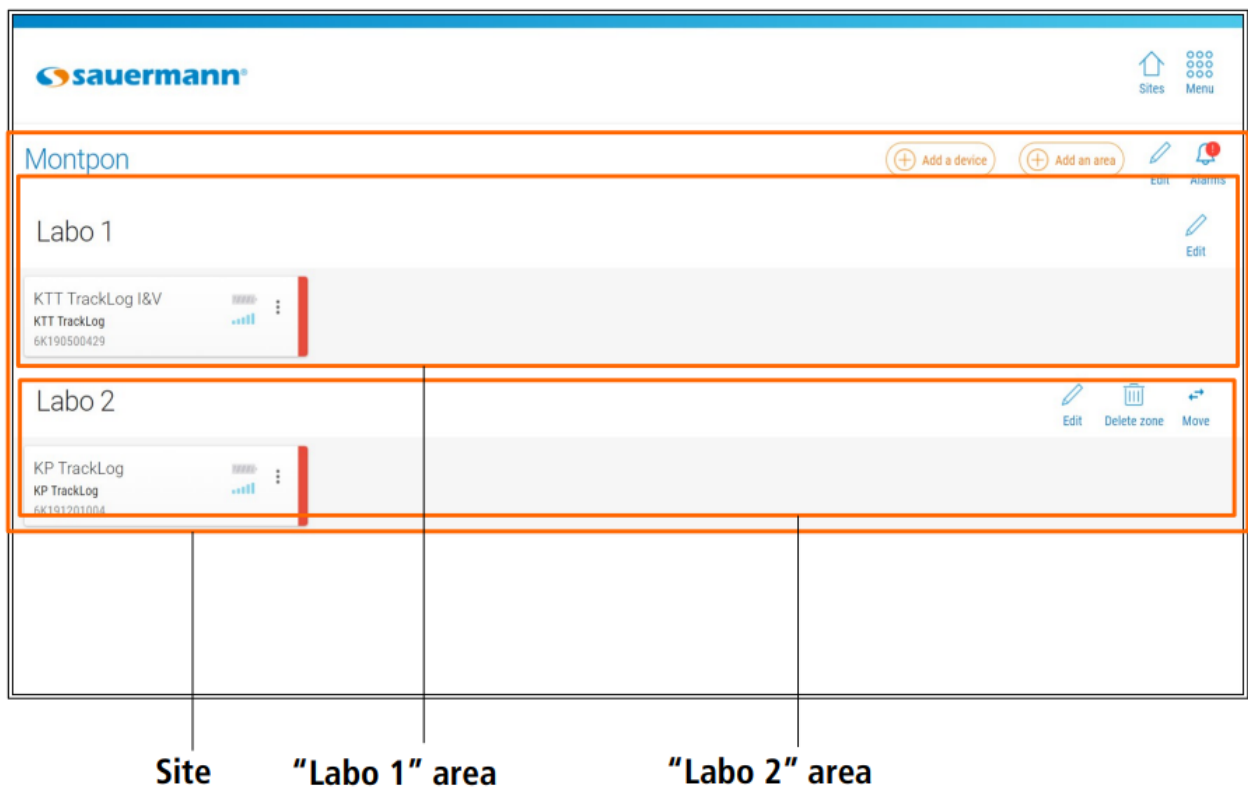 sauermann®
Sites Menu
Montpon
Add a device Add an area
Edit Alarms
Labo 1
Edit
KTT TrackLog I&V
KTT TrackLog
6K190500429
Labo 2
Edit Delete zone Move
KP TrackLog
KP TrackLog
6K191201004
Site "Labo 1" area "Labo 2" area